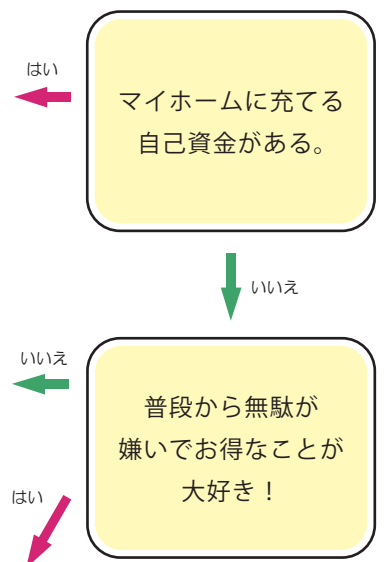 はい
マイホームに充てる
自己資金がある。
いいえ
いいえ
普段から無駄が
嫌いでお得なことが
大好き！
はい